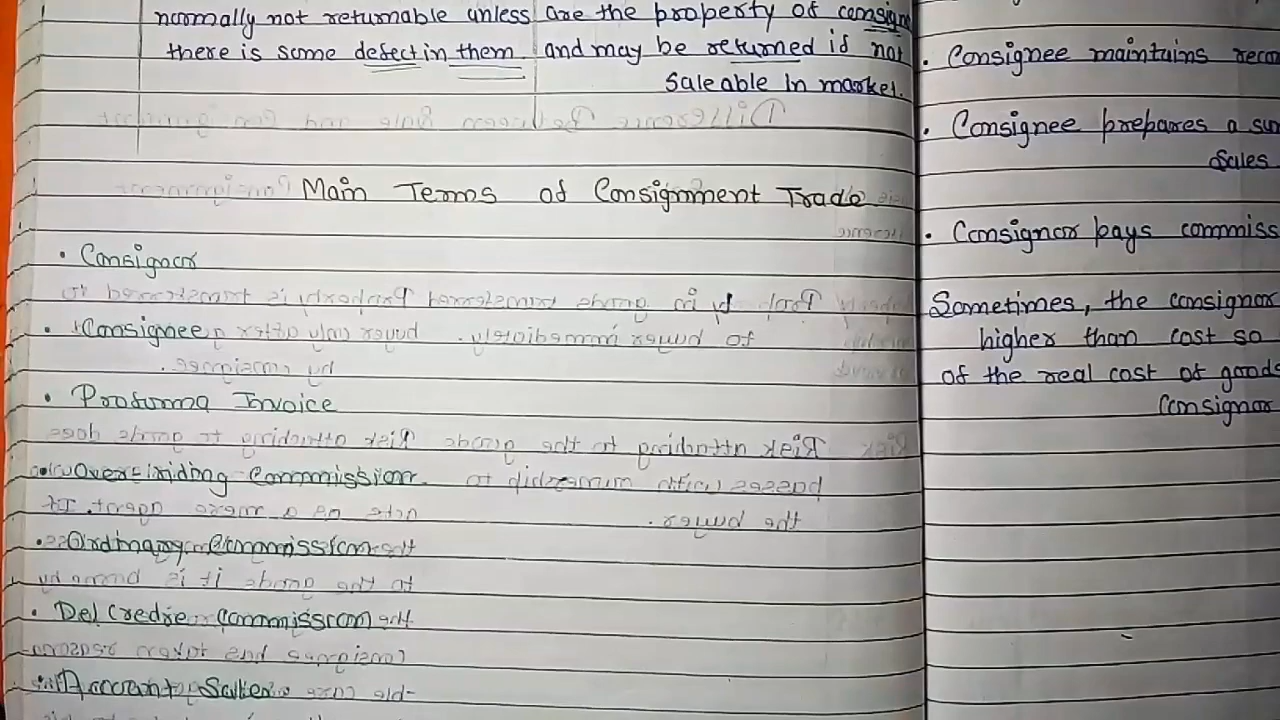 normally not returnable unless are the property of consign
there is some defect in them and may be returned if not
Saleable In market.
Main Terms of Consignment Trade
• Consignor
• Consignee
• Proforma Invoice
• Overriding Commission
• Ordinary Commission
• Del Credre Commission
• Account Sales
• Consignee maintains reco
• Consignee prepares a sum
Sales
• Consignor pays commiss
Sometimes, the consignor
higher than cost so
of the real cost of goods
Consignor